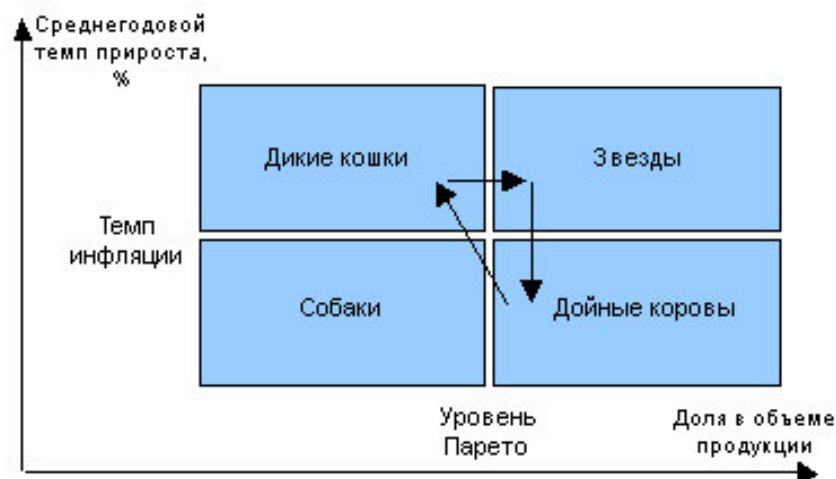 Среднегодовой
темп прироста,
%
Дикие кошки
Звезды
Темп
инфляции
Собаки
Дойные коровы
Уровень
Парето
Доля в объеме
продукции